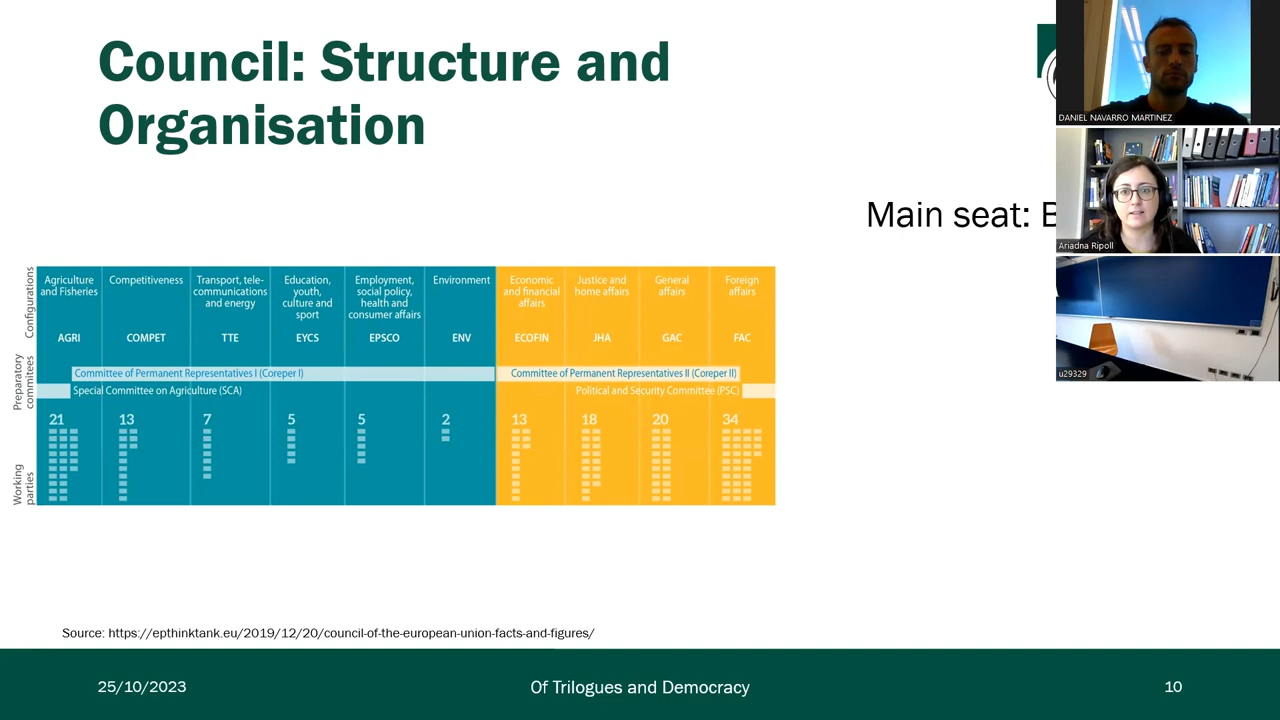 Council: Structure and
Organisation
Main seat: B
DANIEL NAVARRO MARTINEZ
Ariadna Ripoll
u29329
Configurations
Agriculture
and Fisheries
AGRI
Competitiveness
COMPET
Transport, tele-
communications
and energy
TTE
Education,
youth,
culture and
sport
EYCS
Employment,
social policy,
health and
consumer affairs
EPSCO
Environment
ENV
Economic
and financial
affairs
ECOFIN
Justice and
home affairs
JHA
General
affairs
GAC
Foreign
affairs
FAC
Preparatory
committees
Committee of Permanent Representatives I (Coreper I)
Committee of Permanent Representatives II (Coreper II)
Special Committee on Agriculture (SCA)
Political and Security Committee (PSC)
Working
parties
21
13
7
5
5
2
13
18
20
34
Source: https://epthinktank.eu/2019/12/20/council-of-the-european-union-facts-and-figures/
25/10/2023
Of Trilogues and Democracy
10